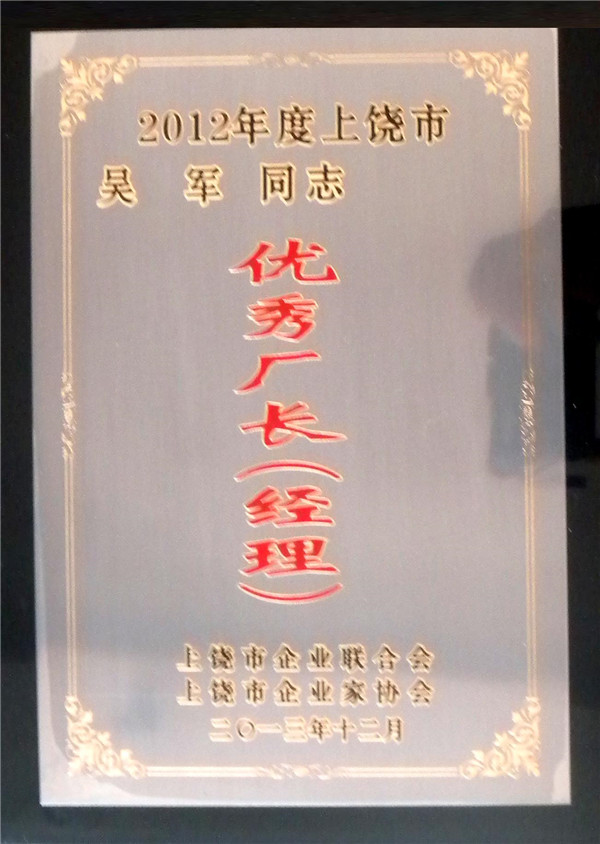 2012年度上饶市
吴 军 同志
优秀厂长(经理)
上饶市企业联合会
上饶市企业家协会
二〇一三年十二月